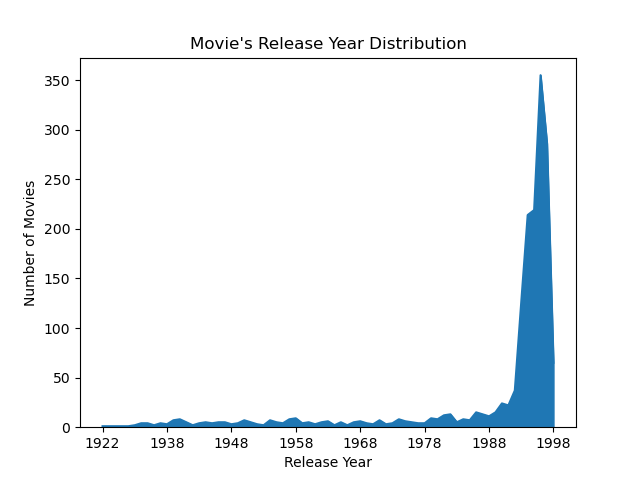 Movie's Release Year Distribution
Number of Movies
350
300
250
200
150
100
50
0
1922 1938 1948 1958 1968 1978 1988 1998
Release Year